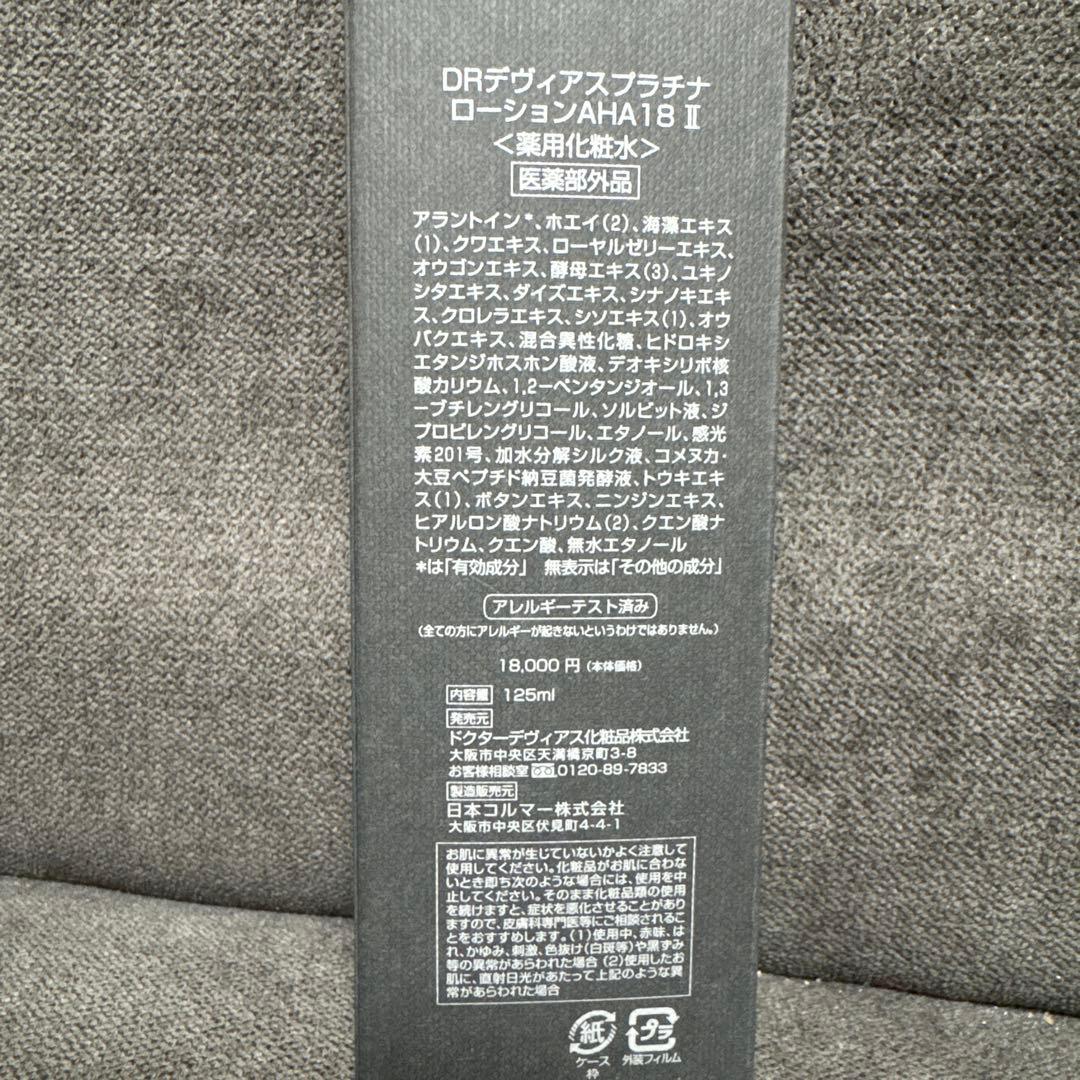 DRデヴィアスプラチナ
ローションAHA18 Ⅱ
<薬用化粧水>
医薬部外品
アラントイン*、ホエイ(2)、海藻エキス
(1)、クワエキス、ローヤルゼリーエキス、
オウゴンエキス、酵母エキス(3)、ユキノ
シタエキス、ダイズエキス、シナノキエキ
ス、クロレラエキス、シソエキス(1)、オウ
バクエキス、混合異性化糖、ヒドロキシ
エタンジホスホン酸液、デオキシリボ核
酸カリウム、1,2-ペンタンジオール、1,3
-ブチレングリコール、ソルビット液、ジ
プロピレングリコール、エタノール、感光
素201号、加水分解シルク液、コメヌカ・
大豆ペプチド納豆菌発酵液、トウキエキ
ス(1)、ボタンエキス、ニンジンエキス、
ヒアルロン酸ナトリウム(2)、クエン酸ナ
トリウム、クエン酸、無水エタノール
*は「有効成分」 無表示は「その他の成分」
アレルギーテスト済み
(全ての方にアレルギーが起きないというわけではありません。)
18,000 円 (本体価格)
内容量 125ml
発売元
ドクターデヴィアス化粧品株式会社
大阪市中央区天満橋京町3-8
お客様相談室 0120-89-7833
製造販売元
日本コルマー株式会社
大阪市中央区伏見町4-4-1
お肌に異常が生じていないかよく注意して
使用してください。化粧品がお肌に合わな
いとき即ち次のような場合には、使用を中
止してください。そのまま化粧品類の使用
を続けますと、症状を悪化させることがあり
ますので、皮膚科専門医等にご相談されるこ
とをおすすめします。(1)使用中、赤味、は
れ、かゆみ、刺激、色抜け(白斑等)や黒ずみ
等の異常があらわれた場合 (2)使用したお
肌に、直射日光があたって上記のような異
常があらわれた場合
紙 プラ
ケース 外装フィルム
枠